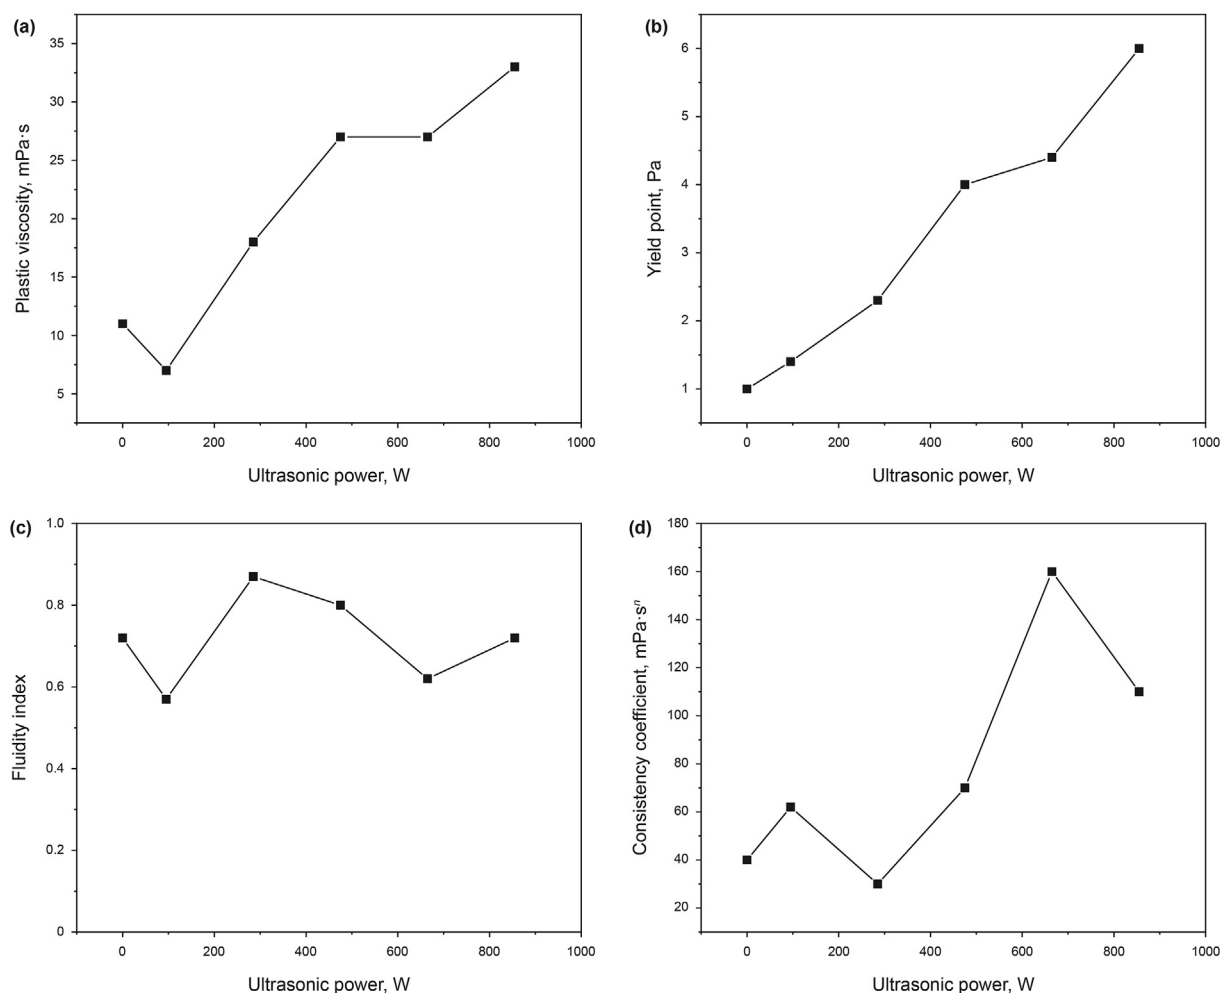 (a)
35
30
25
20
15
10
5
Plastic viscosity, mPa·s
0 200 400 600 800 1000
Ultrasonic power, W
(b)
6
5
4
3
2
1
Yield point, Pa
0 200 400 600 800 1000
Ultrasonic power, W
(c)
1.0
0.8
0.6
0.4
0.2
0
Fluidity index
0 200 400 600 800 1000
Ultrasonic power, W
(d)
180
160
140
120
100
80
60
40
20
Consistency coefficient, mPa·sⁿ
0 200 400 600 800 1000
Ultrasonic power, W